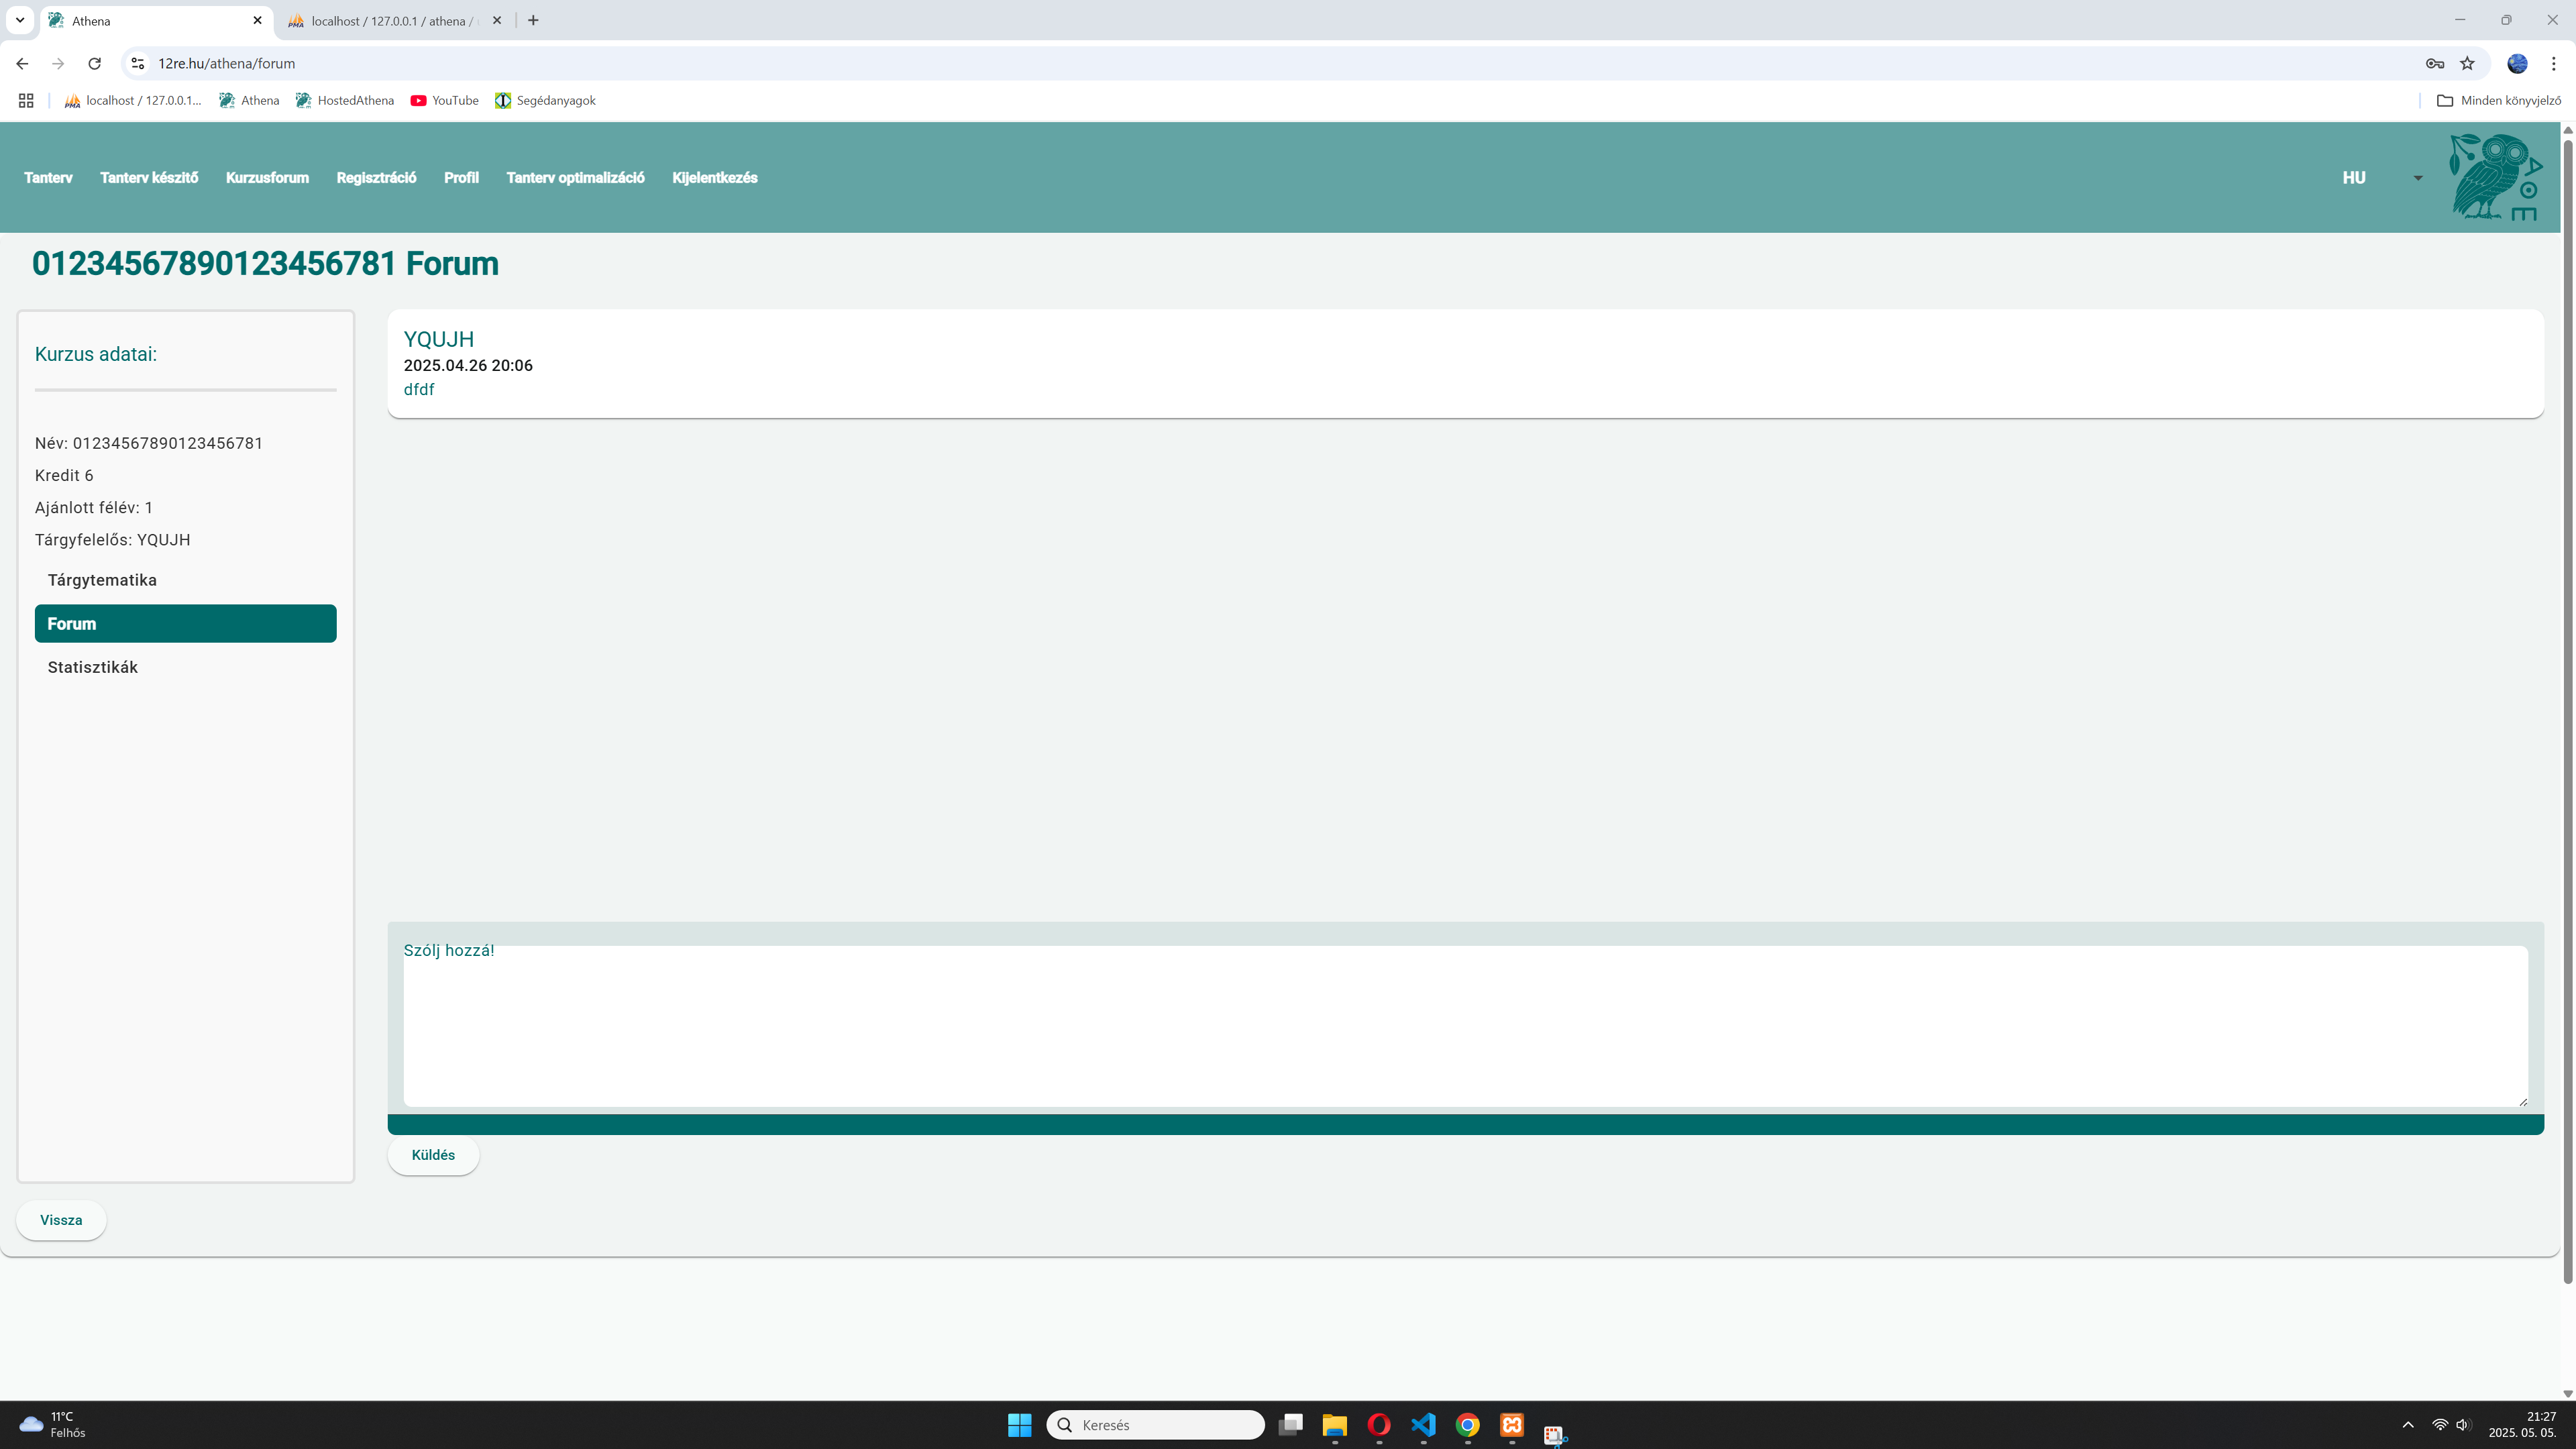 Athena
localhost / 127.0.0.1 / athena /
12re.hu/athena/forum
localhost / 127.0.0.1...
Athena
HostedAthena
YouTube
Segédanyagok
Minden könyvjelző
Tanterv
Tanterv készitő
Kurzusforum
Regisztráció
Profil
Tanterv optimalizáció
Kijelentkezés
HU
ΑΘΕ
01234567890123456781 Forum
Kurzus adatai:
Név: 01234567890123456781
Kredit 6
Ajánlott félév: 1
Tárgyfelelős: YQUJH
Tárgytematika
Forum
Statisztikák
YQUJH
2025.04.26 20:06
dfdf
Szólj hozzá!
Küldés
Vissza
11°C
Felhős
Keresés
21:27
2025. 05. 05.